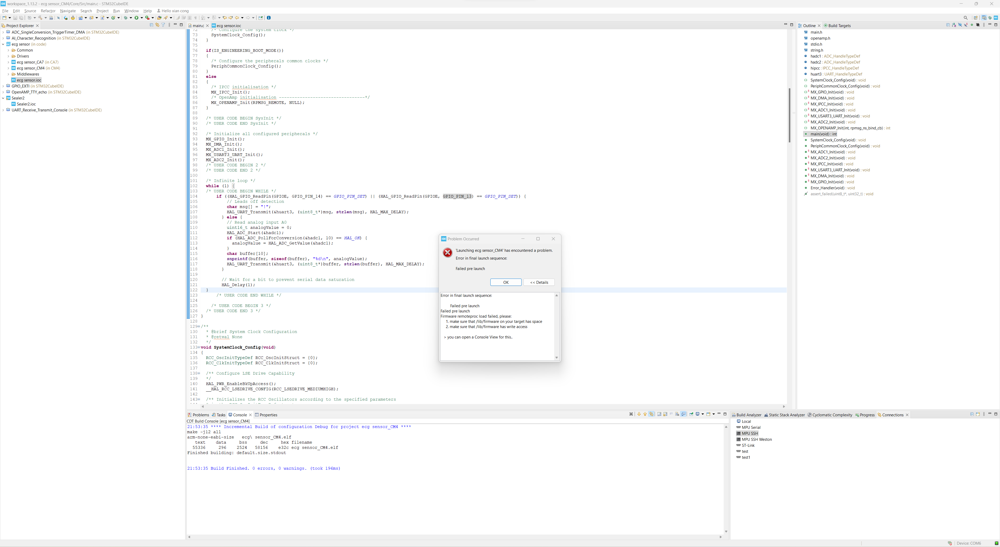 workspace_1.13.2 - ecg sensor_CM4/Core/Src/main.c - STM32CubeIDE
File Edit Source Refactor Navigate Search Project Run Window Help Hello xian cong
Project Explorer
ADC_SingleConversion_TriggerTimer_DMA (in STM32CubeIDE)
AI_Character_Recognition (in STM32CubeIDE)
ecg sensor (in code)
Common
Drivers
ecg sensor_CA7 (in CA7)
ecg sensor_CM4 (in CM4)
Middlewares
ecg sensor.ioc
GPIO_EXTI (in STM32CubeIDE)
OpenAMP_TTY_echo (in STM32CubeIDE)
Sealer2
Sealer2.ioc
UART_Receive_Transmit_Console (in STM32CubeIDE)
main.c ecg sensor.ioc
72 /* Configure the system clock */
73 SystemClock_Config();
74 }
75
76 if(IS_ENGINEERING_BOOT_MODE())
77 {
78 /* Configure the peripherals common clocks */
79 PeriphCommonClock_Config();
80 }
81 else
82 {
83 /* IPCC initialisation */
84 MX_IPCC_Init();
85 /* OpenAmp initialisation ---------------------------------*/
86 MX_OPENAMP_Init(RPMSG_REMOTE, NULL);
87 }
88
89 /* USER CODE BEGIN SysInit */
90 /* USER CODE END SysInit */
91
92 /* Initialize all configured peripherals */
93 MX_GPIO_Init();
94 MX_DMA_Init();
95 MX_ADC1_Init();
96 MX_USART3_UART_Init();
97 MX_ADC2_Init();
98 /* USER CODE BEGIN 2 */
99 /* USER CODE END 2 */
100
101 /* Infinite loop */
102 while (1) {
103 /* USER CODE BEGIN WHILE */
104 if ((HAL_GPIO_ReadPin(GPIOE, GPIO_PIN_14) == GPIO_PIN_SET) || (HAL_GPIO_ReadPin(GPIOE, GPIO_PIN_13) == GPIO_PIN_SET)) {
105 // Leads off detection
106 char msg[] = "!";
107 HAL_UART_Transmit(&huart3, (uint8_t*)msg, strlen(msg), HAL_MAX_DELAY);
108 } else {
109 // Read analog input A0
110 uint16_t analogValue = 0;
111 HAL_ADC_Start(&hadc1);
112 if (HAL_ADC_PollForConversion(&hadc1, 10) == HAL_OK) {
113 analogValue = HAL_ADC_GetValue(&hadc1);
114 }
115 char buffer[10];
116 snprintf(buffer, sizeof(buffer), "%d\n", analogValue);
117 HAL_UART_Transmit(&huart3, (uint8_t*)buffer, strlen(buffer), HAL_MAX_DELAY);
118 }
119
120 // Wait for a bit to prevent serial data saturation
121 HAL_Delay(1);
122 }
123 /* USER CODE END WHILE */
124
125 /* USER CODE BEGIN 3 */
126 /* USER CODE END 3 */
127 }
128
129 /**
130 * @brief System Clock Configuration
131 * @retval None
132 */
133 void SystemClock_Config(void)
134 {
135 RCC_OscInitTypeDef RCC_OscInitStruct = {0};
136 RCC_ClkInitTypeDef RCC_ClkInitStruct = {0};
137
138 /** Configure LSE Drive Capability
139 */
140 HAL_PWR_EnableBkUpAccess();
141 __HAL_RCC_LSEDRIVE_CONFIG(RCC_LSEDRIVE_MEDIUMHIGH);
142
143 /** Initializes the RCC Oscillators according to the specified parameters
IDE Problem Occurred
'Launching ecg sensor_CM4' has encountered a problem.
Error in final launch sequence:
Failed pre launch
OK << Details
Error in final launch sequence:
Failed pre launch
Failed pre launch
Firmware remoteproc load failed, please:
1. make sure that /lib/firmware on your target has space
2. make sure that /lib/firmware has write access
> you can open a Console View for this..
Outline Build Targets
main.h
openamp.h
stdio.h
string.h
hadc1 : ADC_HandleTypeDef
hadc2 : ADC_HandleTypeDef
hipcc : IPCC_HandleTypeDef
huart3 : UART_HandleTypeDef
SystemClock_Config(void) : void
PeriphCommonClock_Config(void) : void
MX_GPIO_Init(void) : void
MX_DMA_Init(void) : void
MX_IPCC_Init(void) : void
MX_ADC1_Init(void) : void
MX_USART3_UART_Init(void) : void
MX_ADC2_Init(void) : void
MX_OPENAMP_Init(int, rpmsg_ns_bind_cb) : int
main(void) : int
SystemClock_Config(void) : void
PeriphCommonClock_Config(void) : void
MX_ADC1_Init(void) : void
MX_ADC2_Init(void) : void
MX_IPCC_Init(void) : void
MX_USART3_UART_Init(void) : void
MX_DMA_Init(void) : void
MX_GPIO_Init(void) : void
Error_Handler(void) : void
assert_failed(uint8_t*, uint32_t) : void
Problems Tasks Console Properties
CDT Build Console [ecg sensor_CM4]
21:53:35 **** Incremental Build of configuration Debug for project ecg sensor_CM4 ****
make -j12 all
arm-none-eabi-size ecg\ sensor_CM4.elf
text data bss dec hex filename
55336 296 2524 58156 e32c ecg sensor_CM4.elf
Finished building: default.size.stdout
21:53:35 Build Finished. 0 errors, 0 warnings. (took 196ms)
Build Analyzer Static Stack Analyzer Cyclomatic Complexity Progress Connections
Local
MPU Serial
MPU SSH
MPU SSH Weston
ST-Link
test
test1
Device: COM6